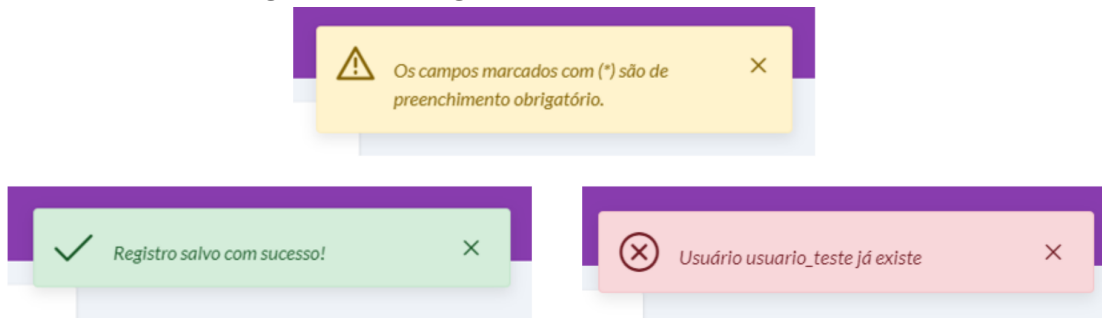 Os campos marcados com (*) são de
preenchimento obrigatório.
Registro salvo com sucesso!
Usuário usuario_teste já existe